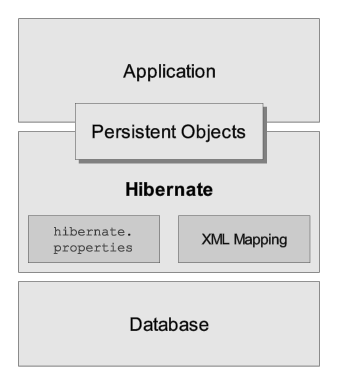 Application
Persistent Objects
Hibernate
hibernate.
properties
XML Mapping
Database